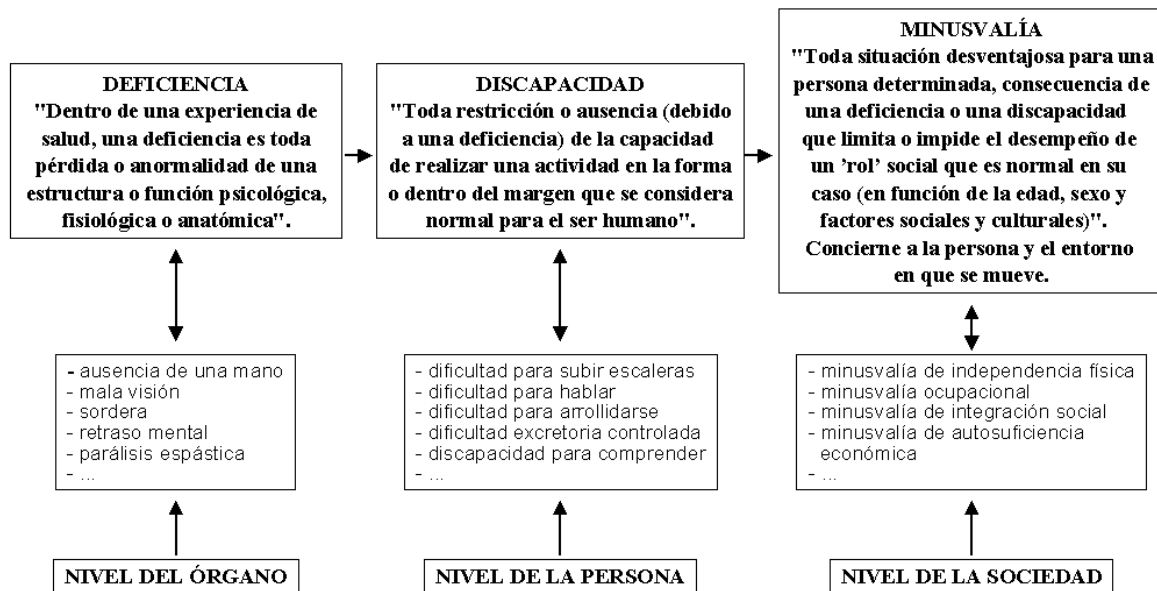 DEFICIENCIA
"Dentro de una experiencia de
salud, una deficiencia es toda
pérdida o anormalidad de una
estructura o función psicológica,
fisiológica o anatómica".
DISCAPACIDAD
"Toda restricción o ausencia (debido
a una deficiencia) de la capacidad
de realizar una actividad en la forma
o dentro del margen que se considera
normal para el ser humano".
MINUSVALÍA
"Toda situación desventajosa para una
persona determinada, consecuencia de
una deficiencia o una discapacidad
que limita o impide el desempeño de
un 'rol' social que es normal en su
caso (en función de la edad, sexo y
factores sociales y culturales)".
Concierne a la persona y el entorno
en que se mueve.
- ausencia de una mano
- mala visión
- sordera
- retraso mental
- parálisis espástica
- ...
- dificultad para subir escaleras
- dificultad para hablar
- dificultad para arrollidarse
- dificultad excretoria controlada
- discapacidad para comprender
- ...
- minusvalía de independencia física
- minusvalía ocupacional
- minusvalía de integración social
- minusvalía de autosuficiencia
económica
- ...
NIVEL DEL ÓRGANO
NIVEL DE LA PERSONA
NIVEL DE LA SOCIEDAD